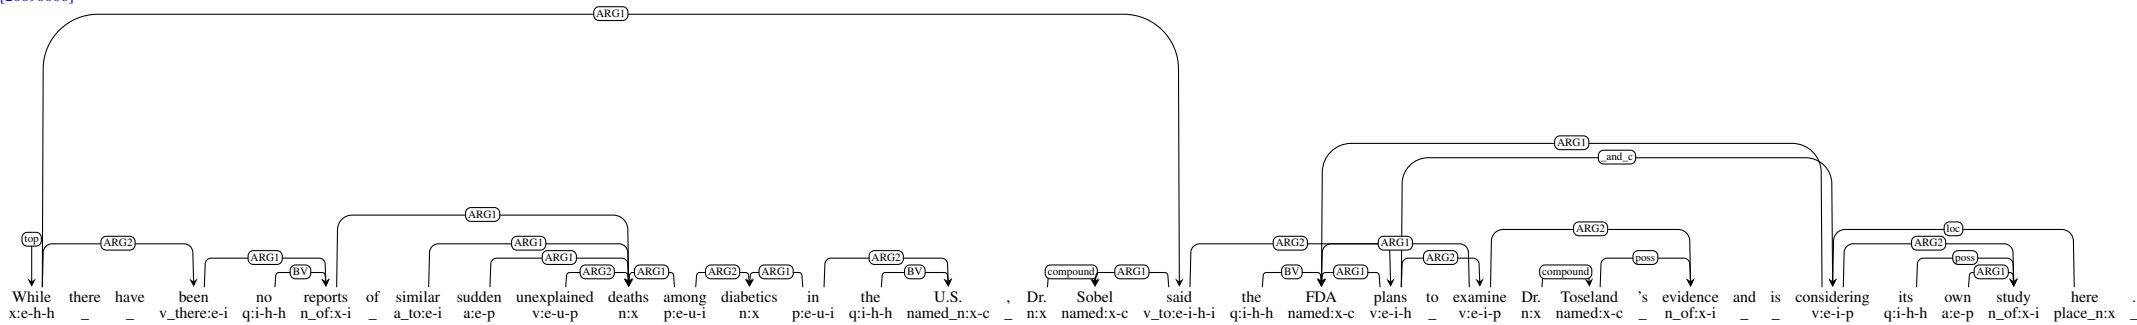 ARG1
ARG1
_and_c
ARG1
top ARG2 ARG1 ARG2 ARG1 ARG2 loc
ARG1 ARG1 ARG2 ARG2 poss poss ARG2
BV ARG2 ARG1 ARG2 ARG1 BV compound ARG1 BV ARG1 compound ARG1
While there have been no reports of similar sudden unexplained deaths among diabetics in the U.S. , Dr. Sobel said the FDA plans to examine Dr. Toseland 's evidence and is considering its own study here .
x:e-h-h _ _ v_there:e-i q:i-h-h n_of:x-i _ a_to:e-i a:e-p v:e-u-p n:x p:e-u-i n:x p:e-u-i q:i-h-h named_n:x-c _ n:x named:x-c v_to:e-i-h-i q:i-h-h named:x-c v:e-i-h _ v:e-i-p n:x named:x-c _ n_of:x-i _ _ v:e-i-p q:i-h-h a:e-p n_of:x-i place_n:x _